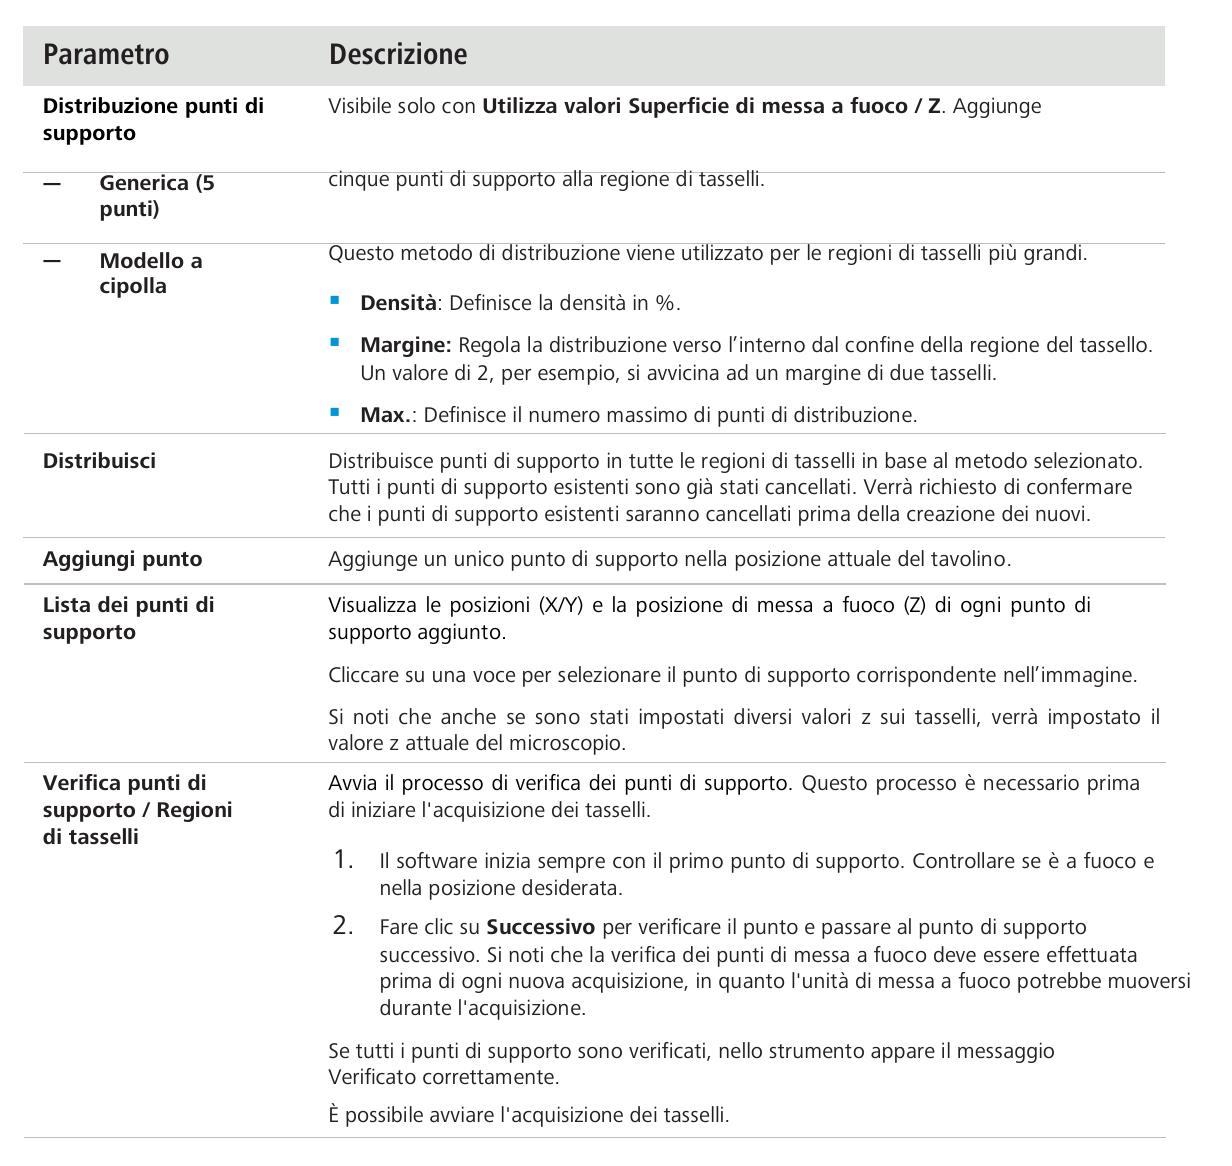 Parametro
Descrizione
Distribuzione punti di
supporto
Visibile solo con Utilizza valori Superficie di messa a fuoco / Z. Aggiunge
— Generica (5
punti)
cinque punti di supporto alla regione di tasselli.
— Modello a
cipolla
Questo metodo di distribuzione viene utilizzato per le regioni di tasselli più grandi.
▪ Densità: Definisce la densità in %.
▪ Margine: Regola la distribuzione verso l’interno dal confine della regione del tassello.
Un valore di 2, per esempio, si avvicina ad un margine di due tasselli.
▪ Max.: Definisce il numero massimo di punti di distribuzione.
Distribuisci
Distribuisce punti di supporto in tutte le regioni di tasselli in base al metodo selezionato.
Tutti i punti di supporto esistenti sono già stati cancellati. Verrà richiesto di confermare
che i punti di supporto esistenti saranno cancellati prima della creazione dei nuovi.
Aggiungi punto
Aggiunge un unico punto di supporto nella posizione attuale del tavolino.
Lista dei punti di
supporto
Visualizza le posizioni (X/Y) e la posizione di messa a fuoco (Z) di ogni punto di
supporto aggiunto.
Cliccare su una voce per selezionare il punto di supporto corrispondente nell’immagine.
Si noti che anche se sono stati impostati diversi valori z sui tasselli, verrà impostato il
valore z attuale del microscopio.
Verifica punti di
supporto / Regioni
di tasselli
Avvia il processo di verifica dei punti di supporto. Questo processo è necessario prima
di iniziare l'acquisizione dei tasselli.
1. Il software inizia sempre con il primo punto di supporto. Controllare se è a fuoco e
nella posizione desiderata.
2. Fare clic su Successivo per verificare il punto e passare al punto di supporto
successivo. Si noti che la verifica dei punti di messa a fuoco deve essere effettuata
prima di ogni nuova acquisizione, in quanto l'unità di messa a fuoco potrebbe muoversi
durante l'acquisizione.
Se tutti i punti di supporto sono verificati, nello strumento appare il messaggio
Verificato correttamente.
È possibile avviare l'acquisizione dei tasselli.